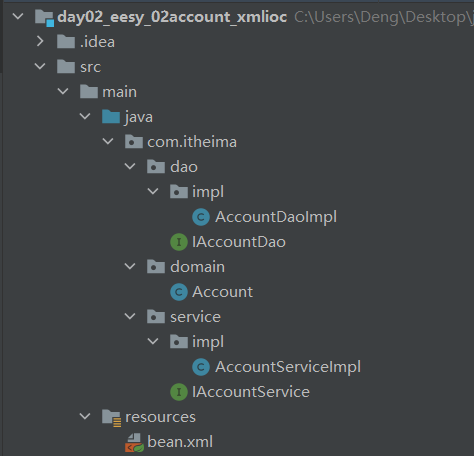 day02_eesy_02account_xmlioc C:\Users\Deng\Desktop\j
.idea
src
main
java
com.itheima
dao
impl
C AccountDaoImpl
I IAccountDao
domain
C Account
service
impl
C AccountServiceImpl
I IAccountService
resources
bean.xml